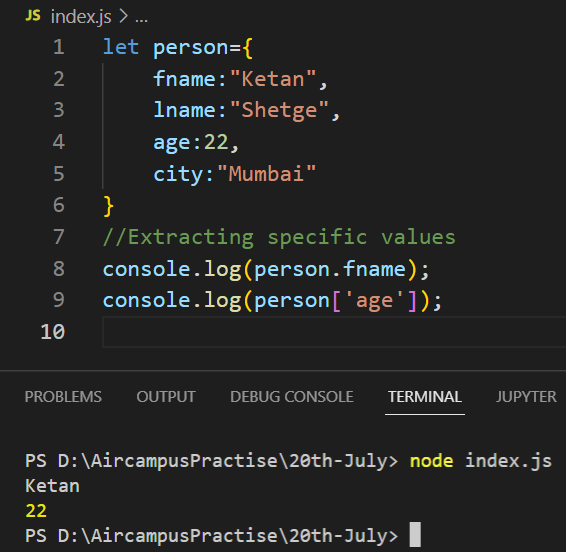 JS index.js > ...
1 let person={
2 fname:"Ketan",
3 lname:"Shetge",
4 age:22,
5 city:"Mumbai"
6 }
7 //Extracting specific values
8 console.log(person.fname);
9 console.log(person['age']);
10
PROBLEMS OUTPUT DEBUG CONSOLE TERMINAL JUPYTER
PS D:\AircampusPractise\20th-July> node index.js
Ketan
22
PS D:\AircampusPractise\20th-July>